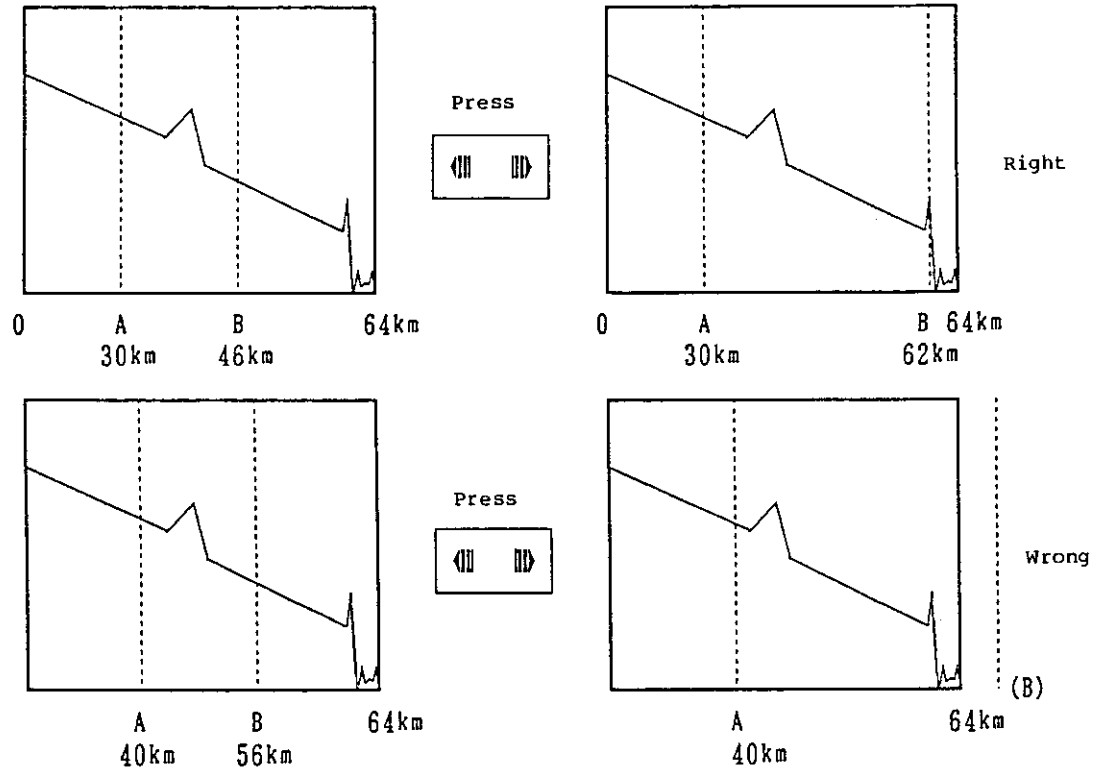 Press
Right
0 A B 64km
30km 46km
0 A B 64km
30km 62km
Press
Wrong
(B)
A B 64km
40km 56km
A 64km
40km